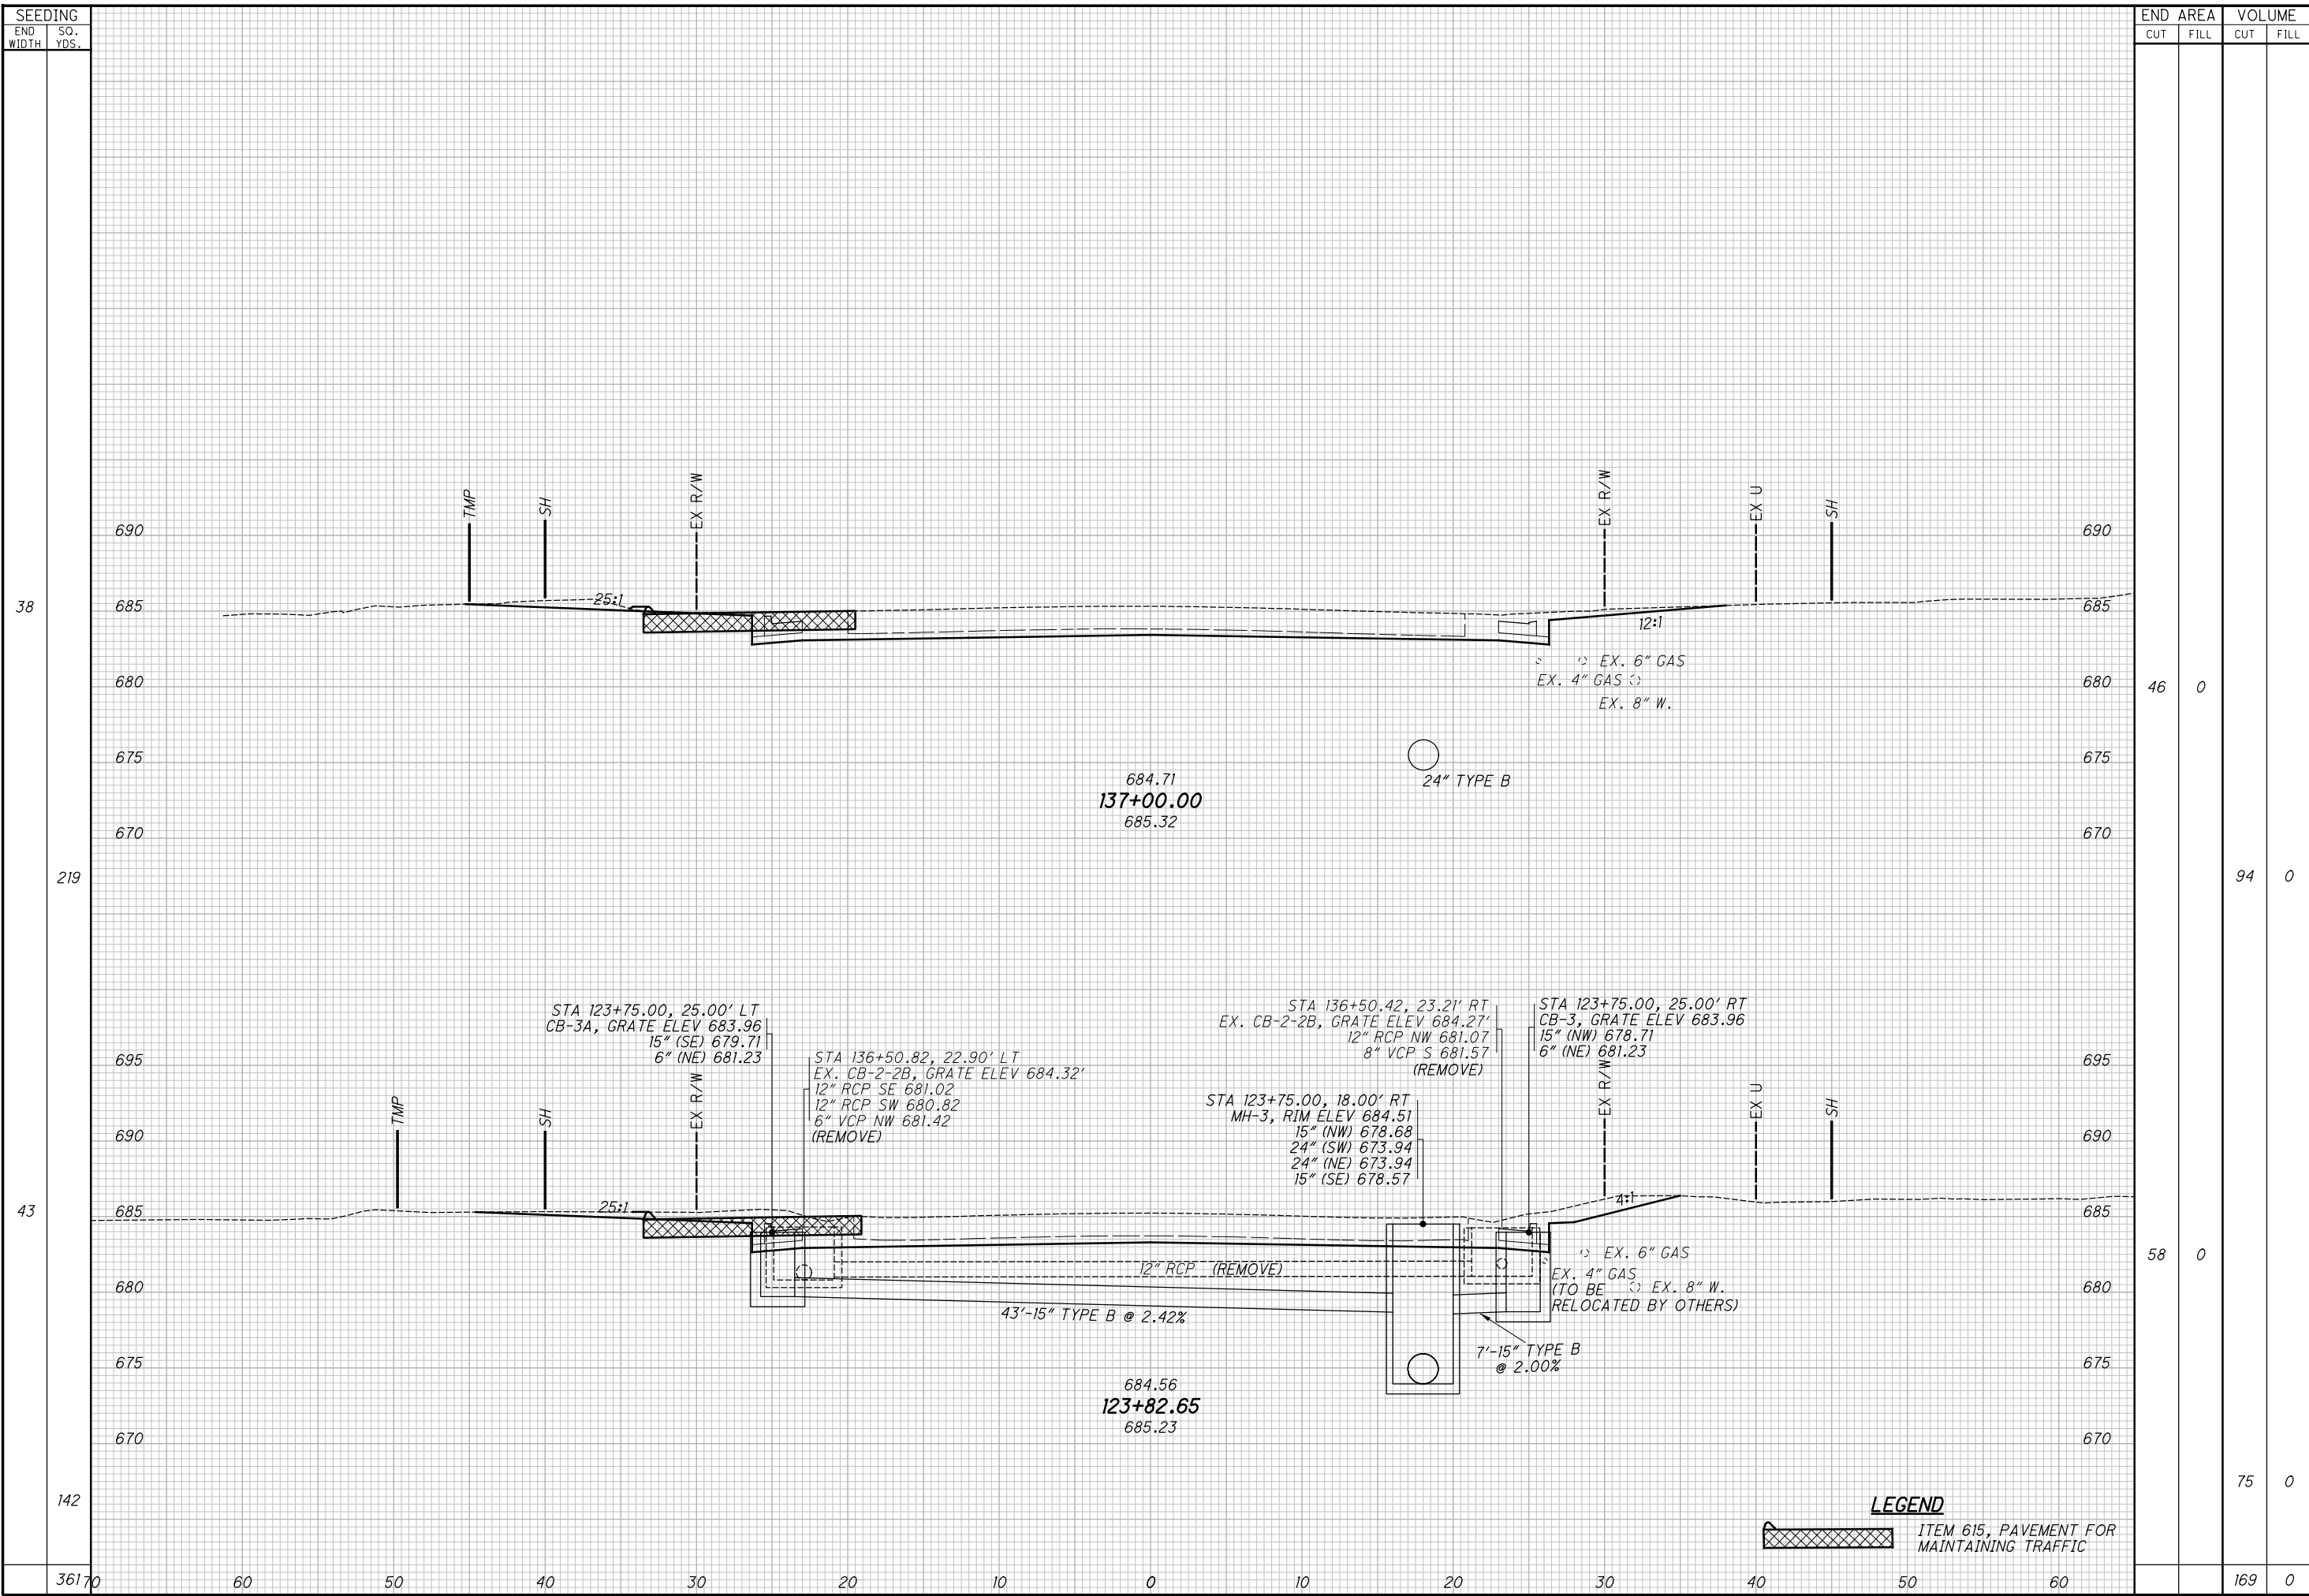 SEEDING
END WIDTH
SQ. YDS.
END AREA
VOLUME
CUT
FILL
CUT
FILL
TMP
SH
EX R/W
EX R/W
EX U
SH
690
690
38
25:1
685
685
12:1
EX. 6" GAS
680
EX. 4" GAS
680
46
0
EX. 8" W.
675
675
684.71
24" TYPE B
137+00.00
670
685.32
670
219
94
0
STA 123+75.00, 25.00' LT
CB-3A, GRATE ELEV 683.96
15" (SE) 679.71
6" (NE) 681.23
STA 136+50.82, 22.90' LT
EX. CB-2-2B, GRATE ELEV 684.32'
12" RCP SE 681.02
12" RCP SW 680.82
6" VCP NW 681.42
(REMOVE)
STA 136+50.42, 23.21' RT
EX. CB-2-2B, GRATE ELEV 684.27'
12" RCP NW 681.07
8" VCP S 681.57
(REMOVE)
STA 123+75.00, 25.00' RT
CB-3, GRATE ELEV 683.96
15" (NW) 678.71
6" (NE) 681.23
STA 123+75.00, 18.00' RT
MH-3, RIM ELEV 684.51
15" (NW) 678.68
24" (SW) 673.94
24" (NE) 673.94
15" (SE) 678.57
695
695
TMP
SH
EX R/W
EX R/W
EX U
SH
690
690
43
25:1
4:1
685
685
58
0
EX. 6" GAS
12" RCP (REMOVE)
EX. 4" GAS
(TO BE
RELOCATED BY OTHERS)
EX. 8" W.
680
680
43'-15" TYPE B @ 2.42%
7'-15" TYPE B
@ 2.00%
675
675
684.56
123+82.65
685.23
670
670
142
75
0
LEGEND
ITEM 615, PAVEMENT FOR
MAINTAINING TRAFFIC
361
70
60
50
40
30
20
10
0
10
20
30
40
50
60
169
0